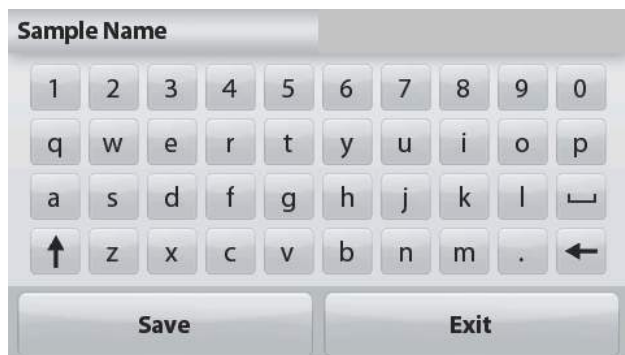 Sample Name
1 2 3 4 5 6 7 8 9 0
q w e r t y u i o p
a s d f g h j k l
z x c v b n m .
Save Exit